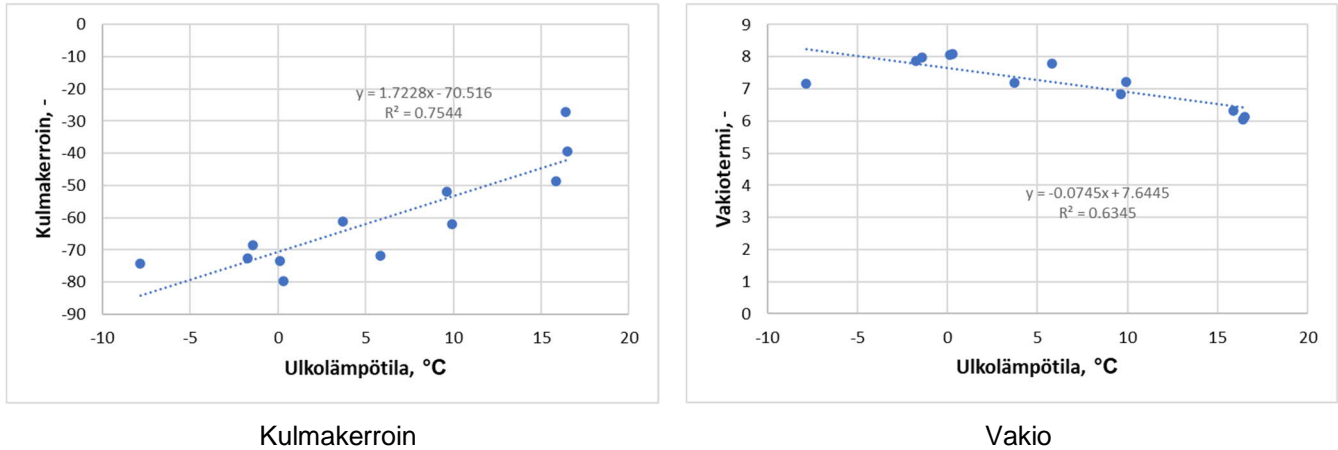 0
-10
-20
-30
-40
-50
-60
-70
-80
-90
Kulmakerroin, -
y = 1.7228x - 70.516
R² = 0.7544
-10 -5 0 5 10 15 20
Ulkolämpötila, °C
Kulmakerroin
9
8
7
6
5
4
3
2
1
0
Vakiotermi, -
y = -0.0745x + 7.6445
R² = 0.6345
-10 -5 0 5 10 15 20
Ulkolämpötila, °C
Vakio